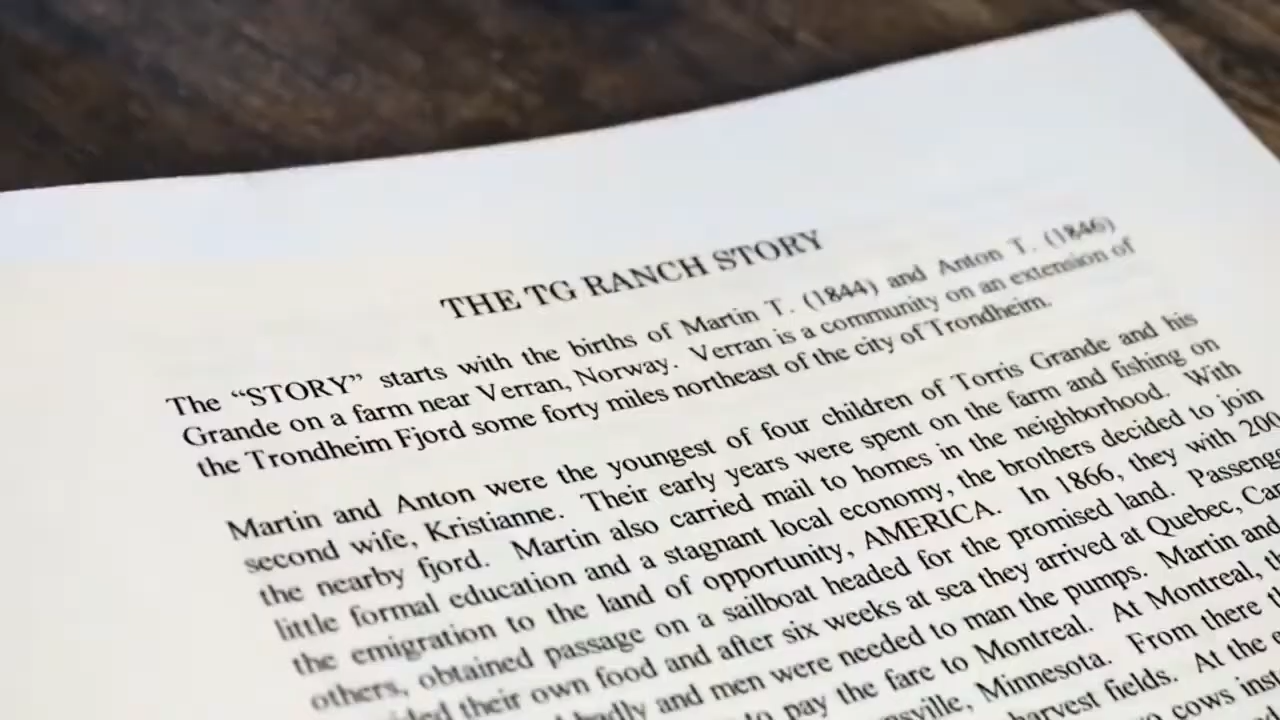 THE TG RANCH STORY
The “STORY” starts with the births of Martin T. (1844) and Anton T. (1846)
Grande on a farm near Verran, Norway. Verran is a community on an extension of
the Trondheim Fjord some forty miles northeast of the city of Trondheim.
Martin and Anton were the youngest of four children of Torris Grande and his
second wife, Kristianne. Their early years were spent on the farm and fishing on
the nearby fjord. Martin also carried mail to homes in the neighborhood. With
little formal education and a stagnant local economy, the brothers decided to join
the emigration to the land of opportunity, AMERICA. In 1866, they with 200
others, obtained passage on a sailboat headed for the promised land.
their own food and after six weeks at sea they arrived at Quebec,
badly and men were needed to man the pumps. Martin and
to pay the fare to Montreal. At Montreal,
Minnesota. From there
harvest fields. At the
cows